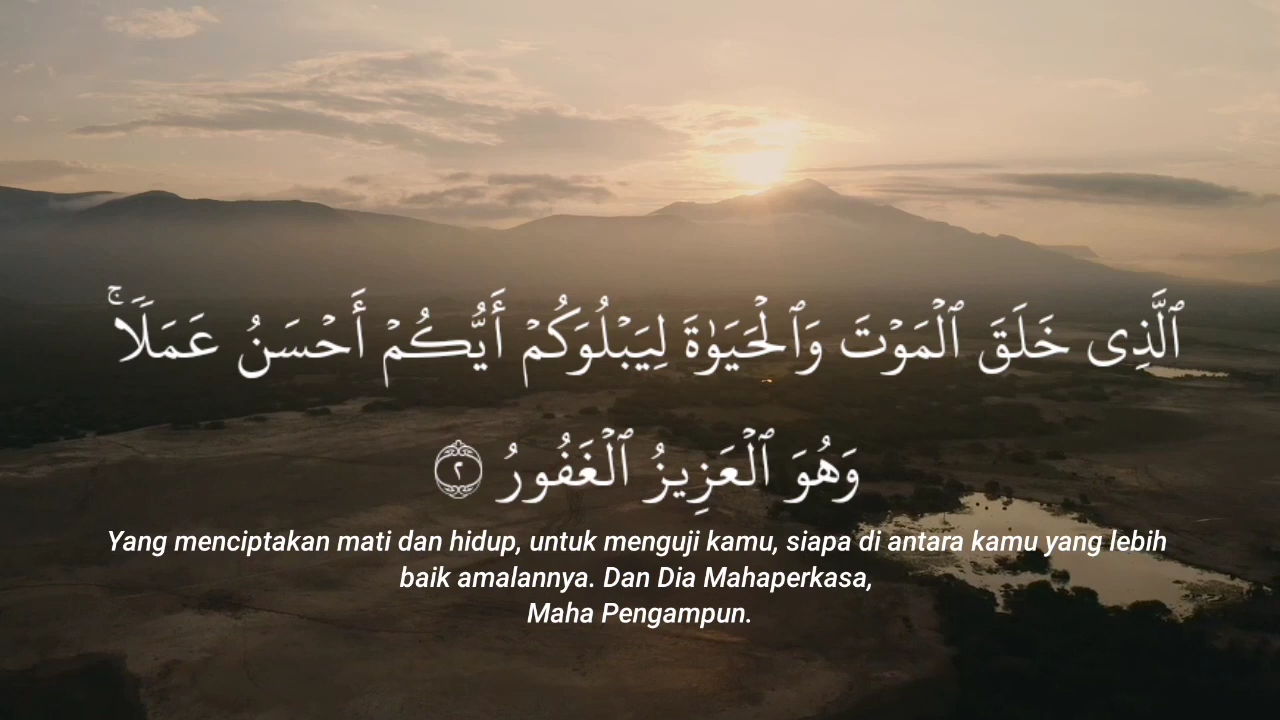 ٱلَّذِى خَلَقَ ٱلْمَوْتَ وَٱلْحَيَوٰةَ لِيَبْلُوَكُمْ أَيُّكُمْ أَحْسَنُ عَمَلًا ۚ
وَهُوَ ٱلْعَزِيزُ ٱلْغَفُورُ ٢
Yang menciptakan mati dan hidup, untuk menguji kamu, siapa di antara kamu yang lebih
baik amalannya. Dan Dia Mahaperkasa,
Maha Pengampun.